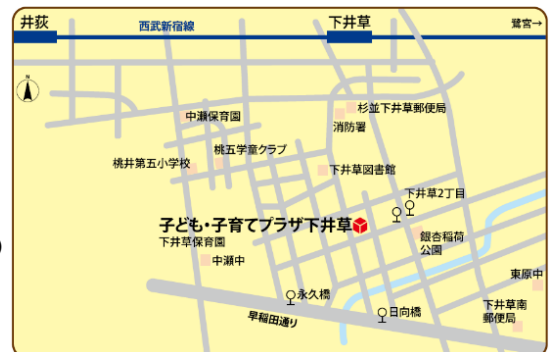 井荻
西武新宿線
下井草
鷺宮→
N
中瀬保育園
杉並下井草郵便局
消防署
桃五学童クラブ
桃井第五小学校
下井草図書館
下井草2丁目
子ども・子育てプラザ下井草
下井草保育園
銀杏稲荷
公園
中瀬中
東原中
永久橋
下井草南
郵便局
日向橋
早稲田通り